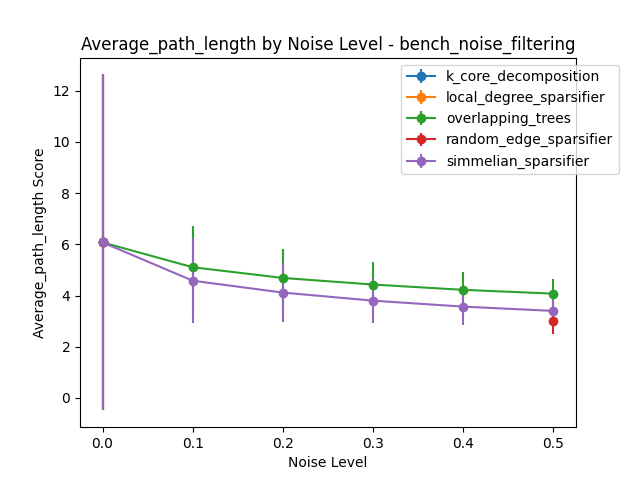 Average_path_length by Noise Level - bench_noise_filtering
k_core_decomposition
local_degree_sparsifier
overlapping_trees
random_edge_sparsifier
simmelian_sparsifier
Average_path_length Score
12
10
8
6
4
2
0
0.0 0.1 0.2 0.3 0.4 0.5
Noise Level